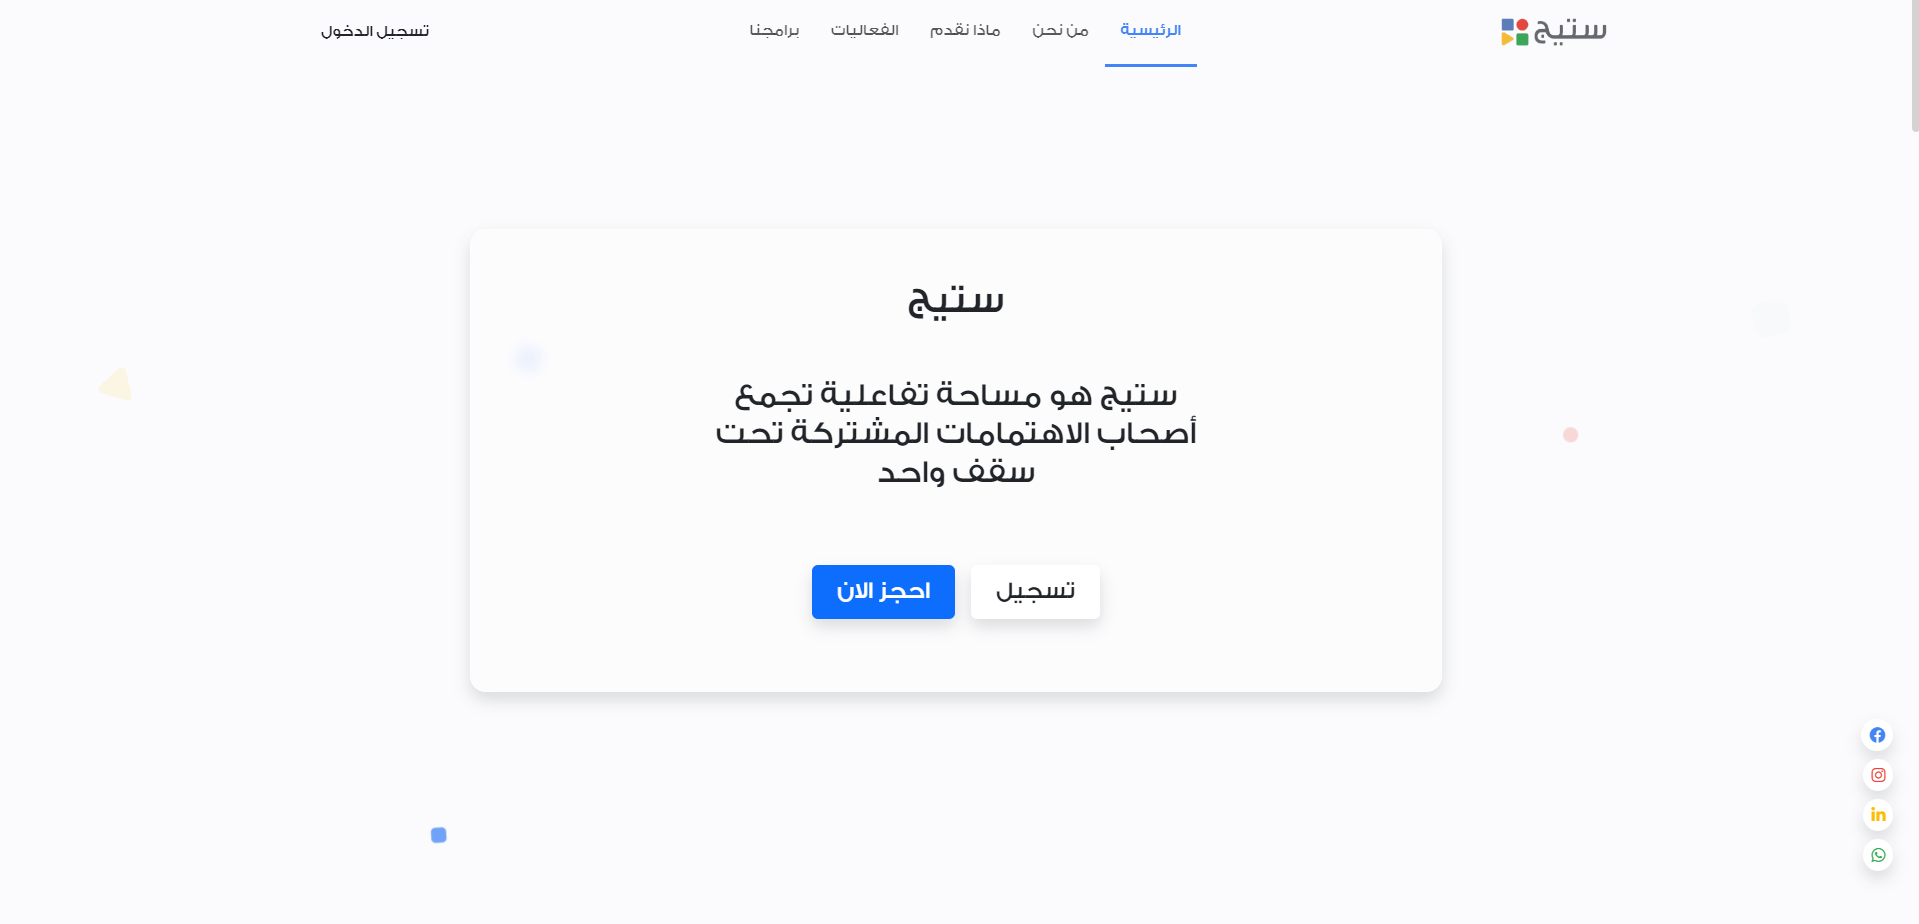 ستيج
الرئيسية
من نحن
ماذا نقدم
الفعاليات
برامجنا
تسجيل الدخول
ستيج
ستيج هو مساحة تفاعلية تجمع
أصحاب الاهتمامات المشتركة تحت
سقف واحد
تسجيل
احجز الان